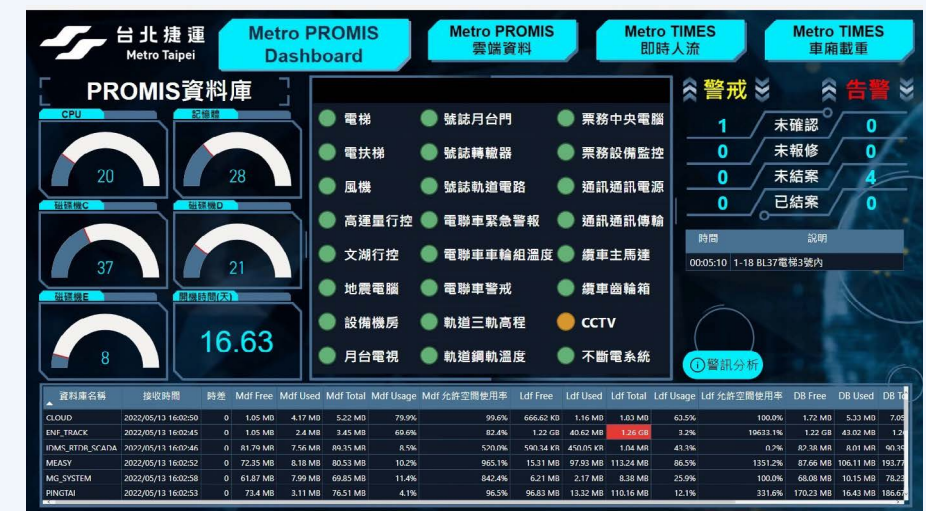 台北捷運
Metro Taipei
Metro PROMIS
Dashboard
Metro PROMIS
雲端資料
Metro TIMES
即時人流
Metro TIMES
車廂載重
PROMIS資料庫
CPU
20
記憶體
28
磁碟機C
37
磁碟機D
21
磁碟機E
8
開機時間(天)
16.63
電梯 號誌月台門 票務中央電腦
電扶梯 號誌轉轍器 票務設備監控
風機 號誌軌道電路 通訊通訊電源
高運量行控 電聯車緊急警報 通訊通訊傳輸
文湖行控 電聯車車輪組溫度 纜車主馬達
地震電腦 電聯車警戒 纜車齒輪箱
設備機房 軌道三軌高程 CCTV
月台電視 軌道鋼軌溫度 不斷電系統
警戒 告警
1 未確認 0
0 未報修 0
0 未結案 4
0 已結案 0
時間 說明
00:05:10 1-18 BL37電梯3號內
警訊分析
資料庫名稱 接收時間 時差 Mdf Free Mdf Used Mdf Total Mdf Usage Mdf 允許空間使用率 Ldf Free Ldf Used Ldf Total Ldf Usage Ldf 允許空間使用率 DB Free DB Used DB To
CLOUD 2022/05/13 16:02:50 0 1.05 MB 4.17 MB 5.22 MB 79.9% 99.6% 666.62 KB 1.16 MB 1.03 MB 63.5% 100.0% 1.72 MB 5.33 MB 7.05
ENF_TRACK 2022/05/13 16:02:45 0 1.05 MB 2.4 MB 3.45 MB 69.6% 82.4% 1.22 GB 40.62 MB 1.26 GB 3.2% 19633.1% 1.22 GB 43.02 MB 1.26
IDMS_RTDB_SCADA 2022/05/13 16:02:46 0 81.79 MB 7.56 MB 89.35 MB 8.5% 520.0% 590.34 KB 450.05 KB 1.04 MB 43.3% 0.2% 82.38 MB 8.01 MB 90.39
MEASY 2022/05/13 16:02:52 0 72.35 MB 8.18 MB 80.53 MB 10.2% 965.1% 15.31 MB 97.93 MB 113.24 MB 86.5% 1351.2% 87.66 MB 106.11 MB 193.77
MG_SYSTEM 2022/05/13 16:02:58 0 61.87 MB 7.99 MB 69.85 MB 11.4% 842.4% 6.21 MB 2.17 MB 8.38 MB 25.9% 100.0% 68.08 MB 10.15 MB 78.23
PINGTAI 2022/05/13 16:02:53 0 73.4 MB 3.11 MB 76.51 MB 4.1% 96.5% 96.83 MB 13.32 MB 110.16 MB 12.1% 331.6% 170.23 MB 16.43 MB 186.67